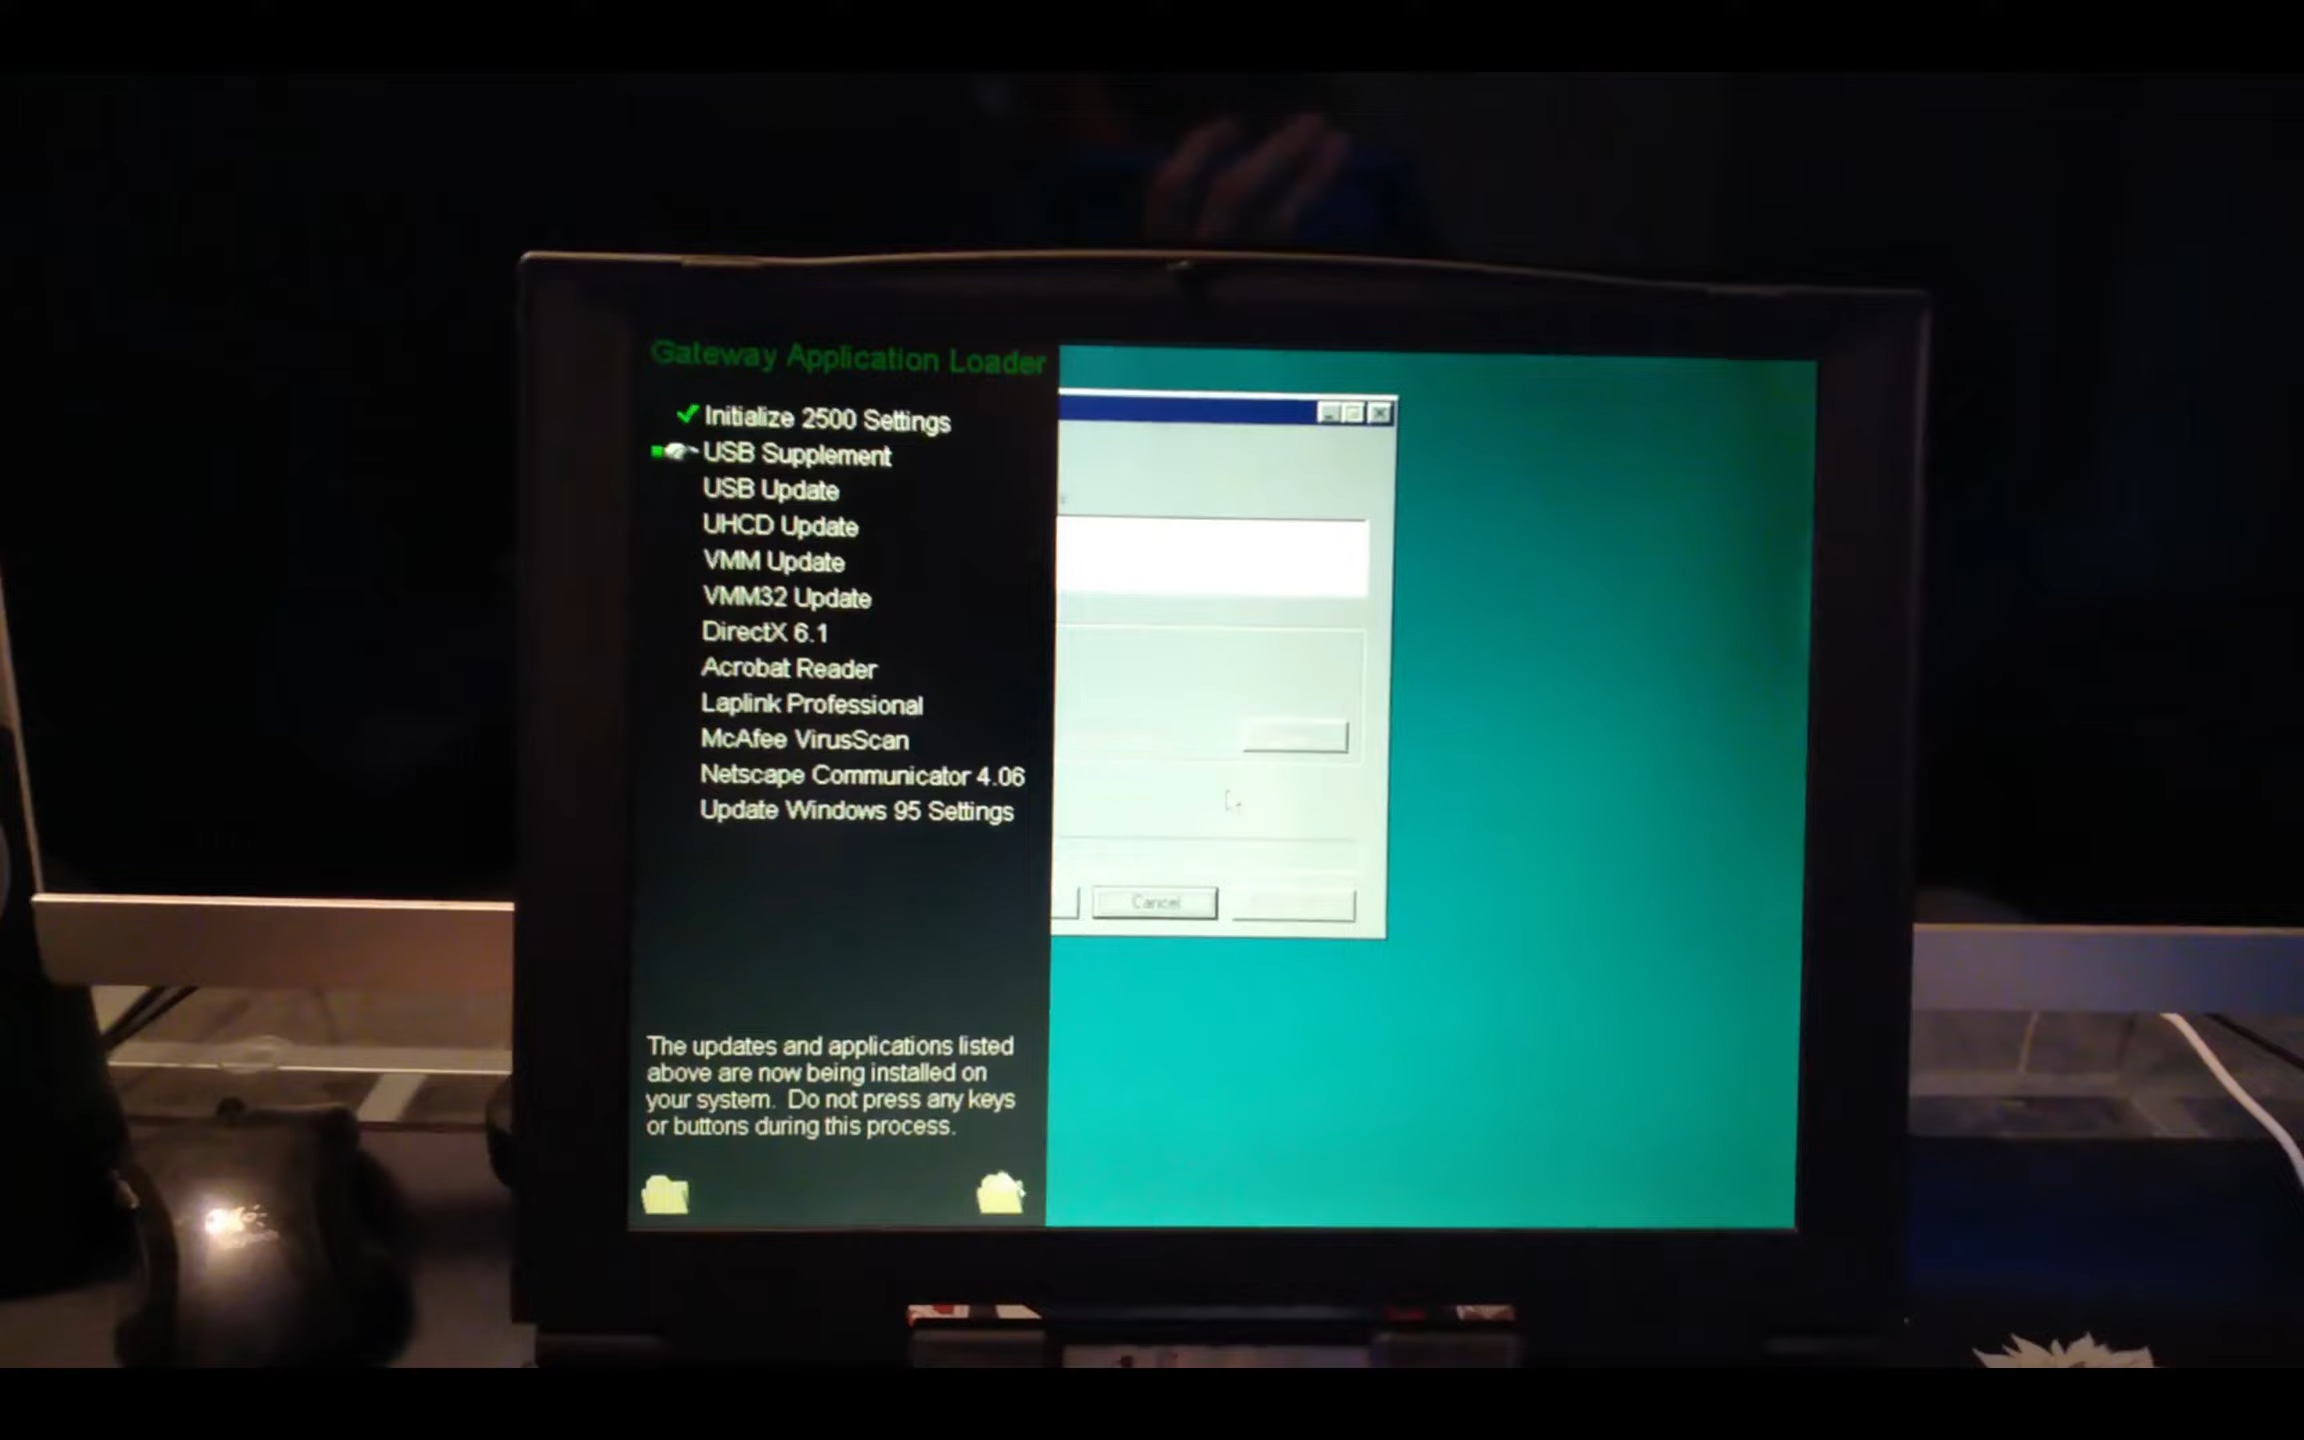 Gateway Application Loader
Initialize 2500 Settings
USB Supplement
USB Update
UHCD Update
VMM Update
VMM32 Update
DirectX 6.1
Acrobat Reader
Laplink Professional
McAfee VirusScan
Netscape Communicator 4.06
Update Windows 95 Settings
Cancel
The updates and applications listed
above are now being installed on
your system. Do not press any keys
or buttons during this process.